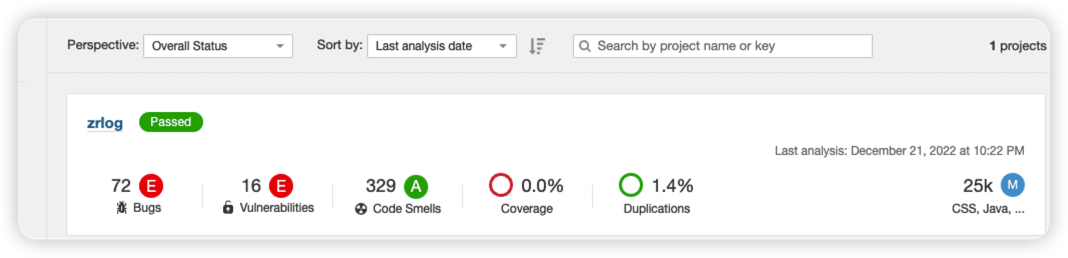 Perspective: Overall Status Sort by: Last analysis date Search by project name or key 1 projects
zrlog Passed
Last analysis: December 21, 2022 at 10:22 PM
72 E 16 E 329 A 0.0% 1.4% 25k M
Bugs Vulnerabilities Code Smells Coverage Duplications CSS, Java, ...